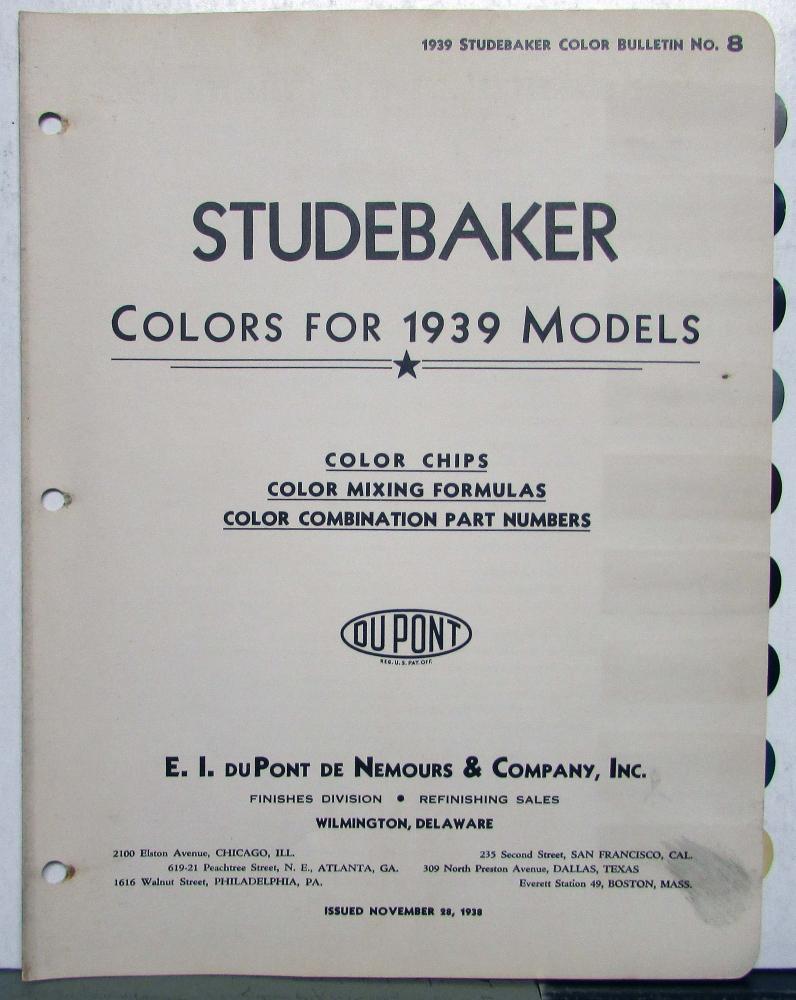 1939 STUDEBAKER COLOR BULLETIN NO. 8
STUDEBAKER
COLORS FOR 1939 MODELS
COLOR CHIPS
COLOR MIXING FORMULAS
COLOR COMBINATION PART NUMBERS
DU PONT
REG. U.S. PAT. OFF.
E. I. DUPONT DE NEMOURS & COMPANY, INC.
FINISHES DIVISION • REFINISHING SALES
WILMINGTON, DELAWARE
2100 Elston Avenue, CHICAGO, ILL. 235 Second Street, SAN FRANCISCO, CAL.
619-21 Peachtree Street, N. E., ATLANTA, GA. 309 North Preston Avenue, DALLAS, TEXAS
1616 Walnut Street, PHILADELPHIA, PA. Everett Station 49, BOSTON, MASS.
ISSUED NOVEMBER 28, 1938